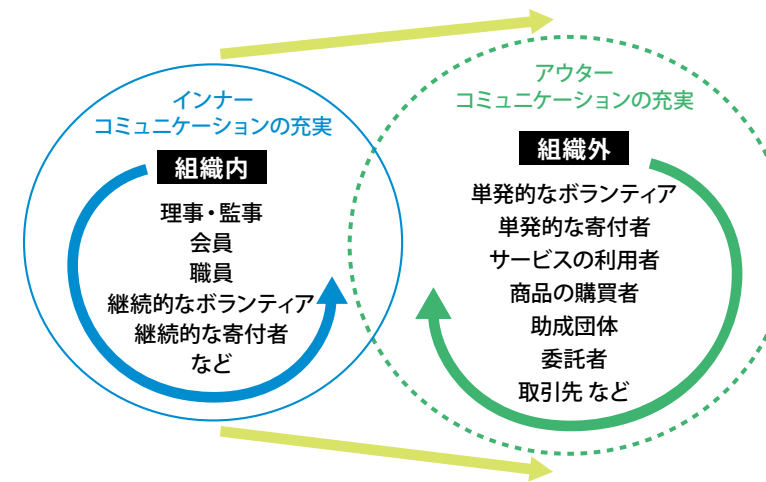 インナー
コミュニケーションの充実
組織内
理事・監事
会員
職員
継続的なボランティア
継続的な寄付者
など
アウター
コミュニケーションの充実
組織外
単発的なボランティア
単発的な寄付者
サービスの利用者
商品の購買者
助成団体
委託者
取引先 など